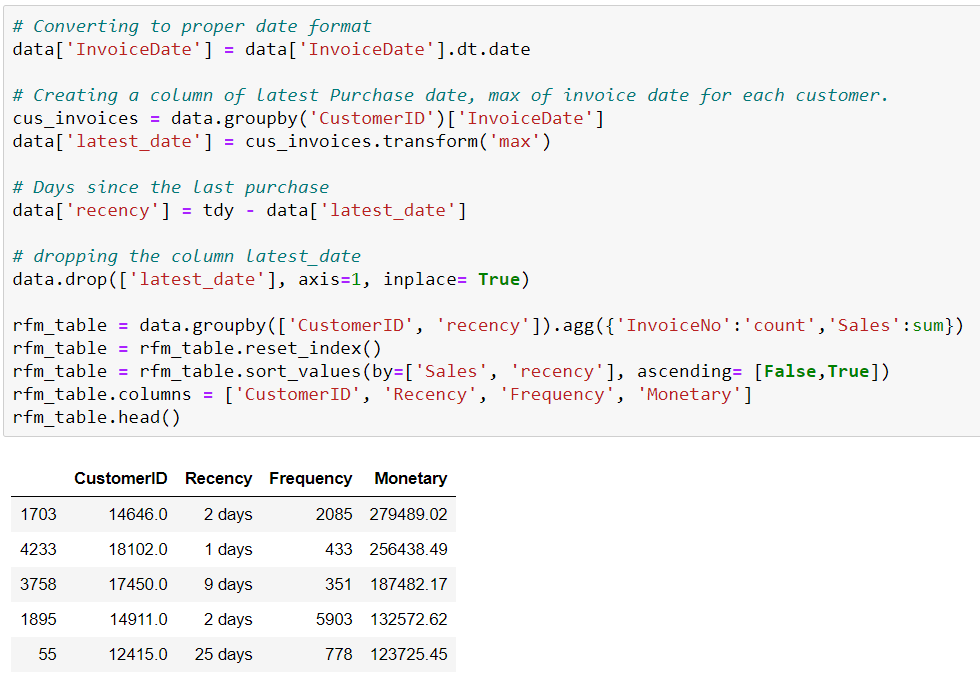 # Converting to proper date format
data['InvoiceDate'] = data['InvoiceDate'].dt.date
# Creating a column of latest Purchase date, max of invoice date for each customer.
cus_invoices = data.groupby('CustomerID')['InvoiceDate']
data['latest_date'] = cus_invoices.transform('max')
# Days since the last purchase
data['recency'] = tdy - data['latest_date']
# dropping the column latest_date
data.drop(['latest_date'], axis=1, inplace= True)
rfm_table = data.groupby(['CustomerID', 'recency']).agg({'InvoiceNo':'count','Sales':sum})
rfm_table = rfm_table.reset_index()
rfm_table = rfm_table.sort_values(by=['Sales', 'recency'], ascending= [False,True])
rfm_table.columns = ['CustomerID', 'Recency', 'Frequency', 'Monetary']
rfm_table.head()
CustomerID Recency Frequency Monetary
1703 14646.0 2 days 2085 279489.02
4233 18102.0 1 days 433 256438.49
3758 17450.0 9 days 351 187482.17
1895 14911.0 2 days 5903 132572.62
55 12415.0 25 days 778 123725.45